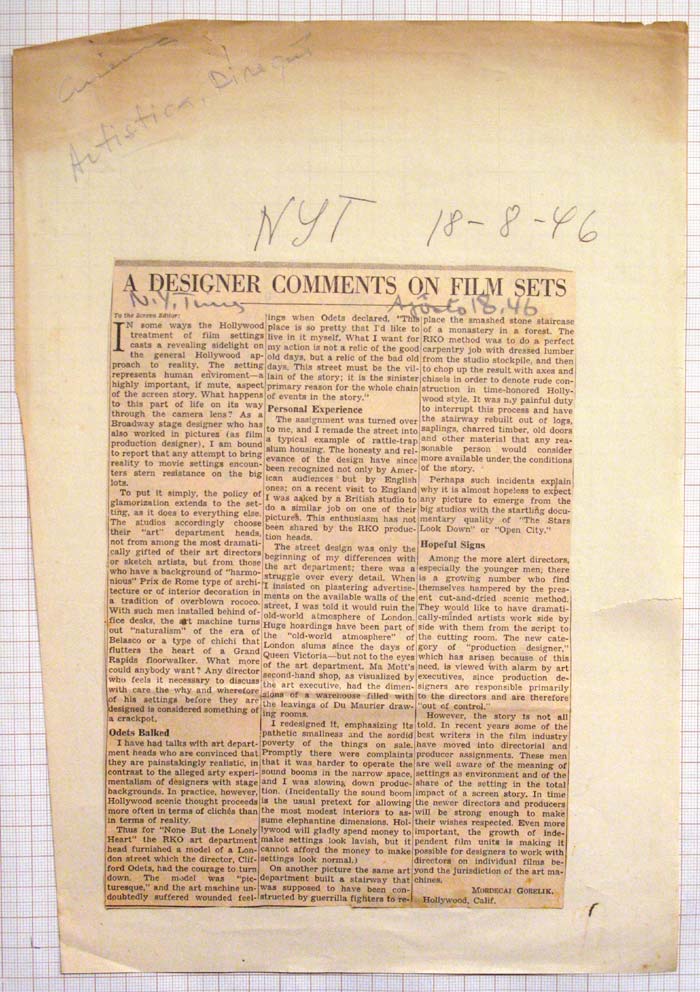 Cinema
Artistica, Direção
NYT 18-8-46
A DESIGNER COMMENTS ON FILM SETS
N.Y. Times
Agôsto 18, 46
To the Screen Editor:
IN some ways the Hollywood
treatment of film settings
casts a revealing sidelight on
the general Hollywood ap-
proach to reality. The setting
represents human enviroment—a
highly important, if mute, aspect
of the screen story. What happens
to this part of life on its way
through the camera lens? As a
Broadway stage designer who has
also worked in pictures (as film
production designer), I am bound
to report that any attempt to bring
reality to movie settings encoun-
ters stern resistance on the big
lots.
To put it simply, the policy of
glamorization extends to the set-
ting, as it does to everything else.
The studios accordingly choose
their "art" department heads,
not from among the most dramati-
cally gifted of their art directors
or sketch artists, but from those
who have a background of "harmo-
nious" Prix de Rome type of archi-
tecture or of interior decoration in
a tradition of overblown rococo.
With such men installed behind of-
fice desks, the art machine turns
out "naturalism" of the era of
Belasco or a type of chichi that
flutters the heart of a Grand
Rapids floorwalker. What more
could anybody want? Any director
who feels it necessary to discuss
with care the why and wherefore
of his settings before they are
designed is considered something of
a crackpot.
Odets Balked
I have had talks with art depart-
ment heads who are convinced that
they are painstakingly realistic, in
contrast to the alleged arty experi-
mentalism of designers with stage
backgrounds. In practice, however,
Hollywood scenic thought proceeds
more often in terms of clichés than
in terms of reality.
Thus for "None But the Lonely
Heart" the RKO art department
head furnished a model of a Lon-
don street which the director, Clif-
ford Odets, had the courage to turn
down. The model was "pic-
turesque," and the art machine un-
doubtedly suffered wounded feel-
ings when Odets declared, "This
place is so pretty that I'd like to
live in it myself. What I want for
my action is not a relic of the good
old days, but a relic of the bad old
days. This street must be the vil-
lain of the story; it is the sinister
primary reason for the whole chain
of events in the story."
Personal Experience
The assignment was turned over
to me, and I remade the street into
a typical example of rattle-trap
slum housing. The honesty and rel-
evance of the design have since
been recognized not only by Amer-
ican audiences but by English
ones; on a recent visit to England
I was asked by a British studio to
do a similar job on one of their
pictures. This enthusiasm has not
been shared by the RKO produc-
tion heads.
The street design was only the
beginning of my differences with
the art department; there was a
struggle over every detail. When
I insisted on plastering advertise-
ments on the available walls of the
street, I was told it would ruin the
old-world atmosphere of London.
Huge hoardings have been part of
the "old-world atmosphere" of
London slums since the days of
Queen Victoria—but not to the eyes
of the art department. Ma Mott's
second-hand shop, as visualized by
the art executive, had the dimen-
sions of a warehouse filled with
the leavings of Du Maurier draw-
ing rooms.
I redesigned it, emphasizing its
pathetic smallness and the sordid
poverty of the things on sale.
Promptly there were complaints
that it was harder to operate the
sound booms in the narrow space,
and I was slowing down produc-
tion. (Incidentally the sound boom
is the usual pretext for allowing
the most modest interiors to as-
sume elephantine dimensions. Hol-
lywood will gladly spend money to
make settings look lavish, but it
cannot afford the money to make
settings look normal.)
On another picture the same art
department built a stairway that
was supposed to have been con-
structed by guerrilla fighters to re-
place the smashed stone staircase
of a monastery in a forest. The
RKO method was to do a perfect
carpentry job with dressed lumber
from the studio stockpile, and then
to chop up the result with axes and
chisels in order to denote rude con-
struction in time-honored Holly-
wood style. It was my painful duty
to interrupt this process and have
the stairway rebuilt out of logs,
saplings, charred timber, old doors
and other material that any rea-
sonable person would consider
more available under the conditions
of the story.
Perhaps such incidents explain
why it is almost hopeless to expect
any picture to emerge from the
big studios with the startling docu-
mentary quality of "The Stars
Look Down" or "Open City."
Hopeful Signs
Among the more alert directors,
especially the younger men, there
is a growing number who find
themselves hampered by the pres-
ent cut-and-dried scenic method.
They would like to have dramati-
cally-minded artists work side by
side with them from the script to
the cutting room. The new cate-
gory of "production designer,"
which has arisen because of this
need, is viewed with alarm by art
executives, since production de-
signers are responsible primarily
to the directors and are therefore
"out of control."
However, the story is not all
told. In recent years some of the
best writers in the film industry
have moved into directorial and
producer assignments. These men
are well aware of the meaning of
settings as environment and of the
share of the setting in the total
impact of a screen story. In time
the newer directors and producers
will be strong enough to make
their wishes respected. Even more
important, the growth of inde-
pendent film units is making it
possible for designers to work with
directors on individual films be-
yond the jurisdiction of the art ma-
chines.
MORDECAI GORELIK.
Hollywood, Calif.